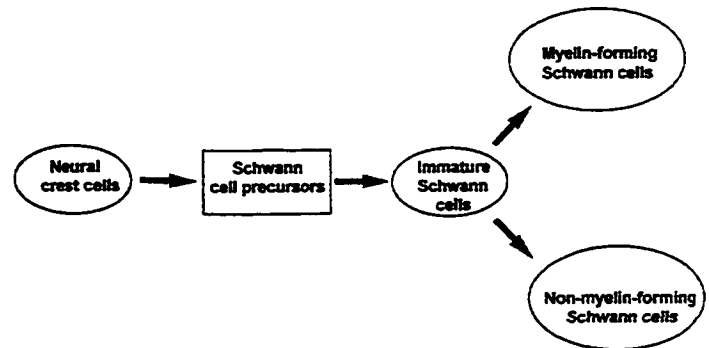 Neural
crest cells
Schwann
cell precursors
Immature
Schwann
cells
Myelin-forming
Schwann cells
Non-myelin-forming
Schwann cells